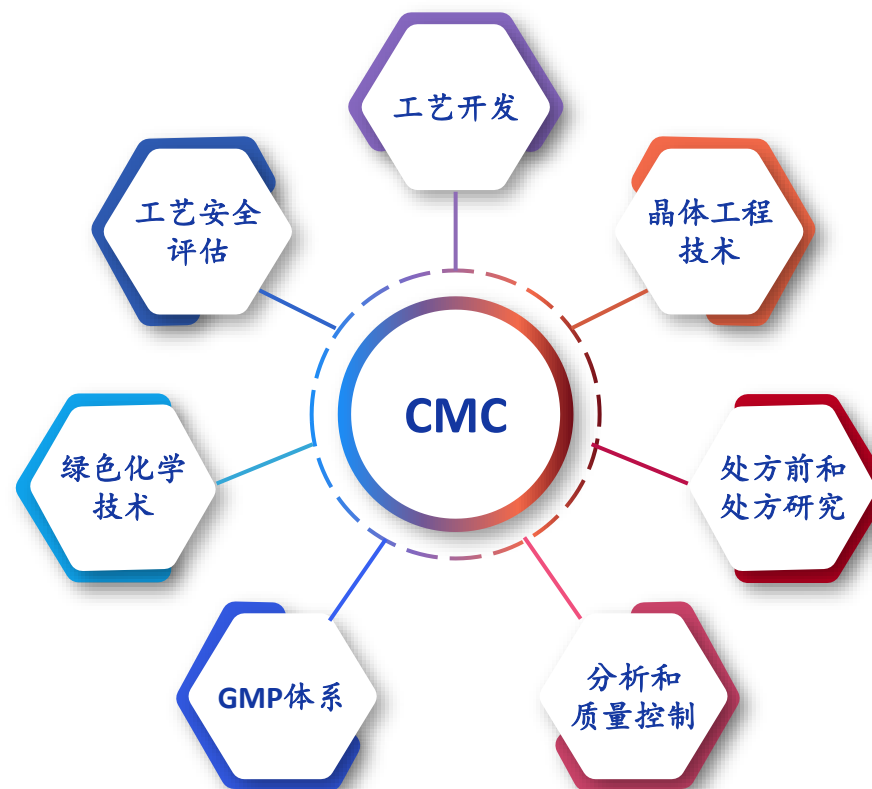 工艺开发
工艺安全
评估
晶体工程
技术
CMC
绿色化学
技术
处方前和
处方研究
GMP体系
分析和
质量控制